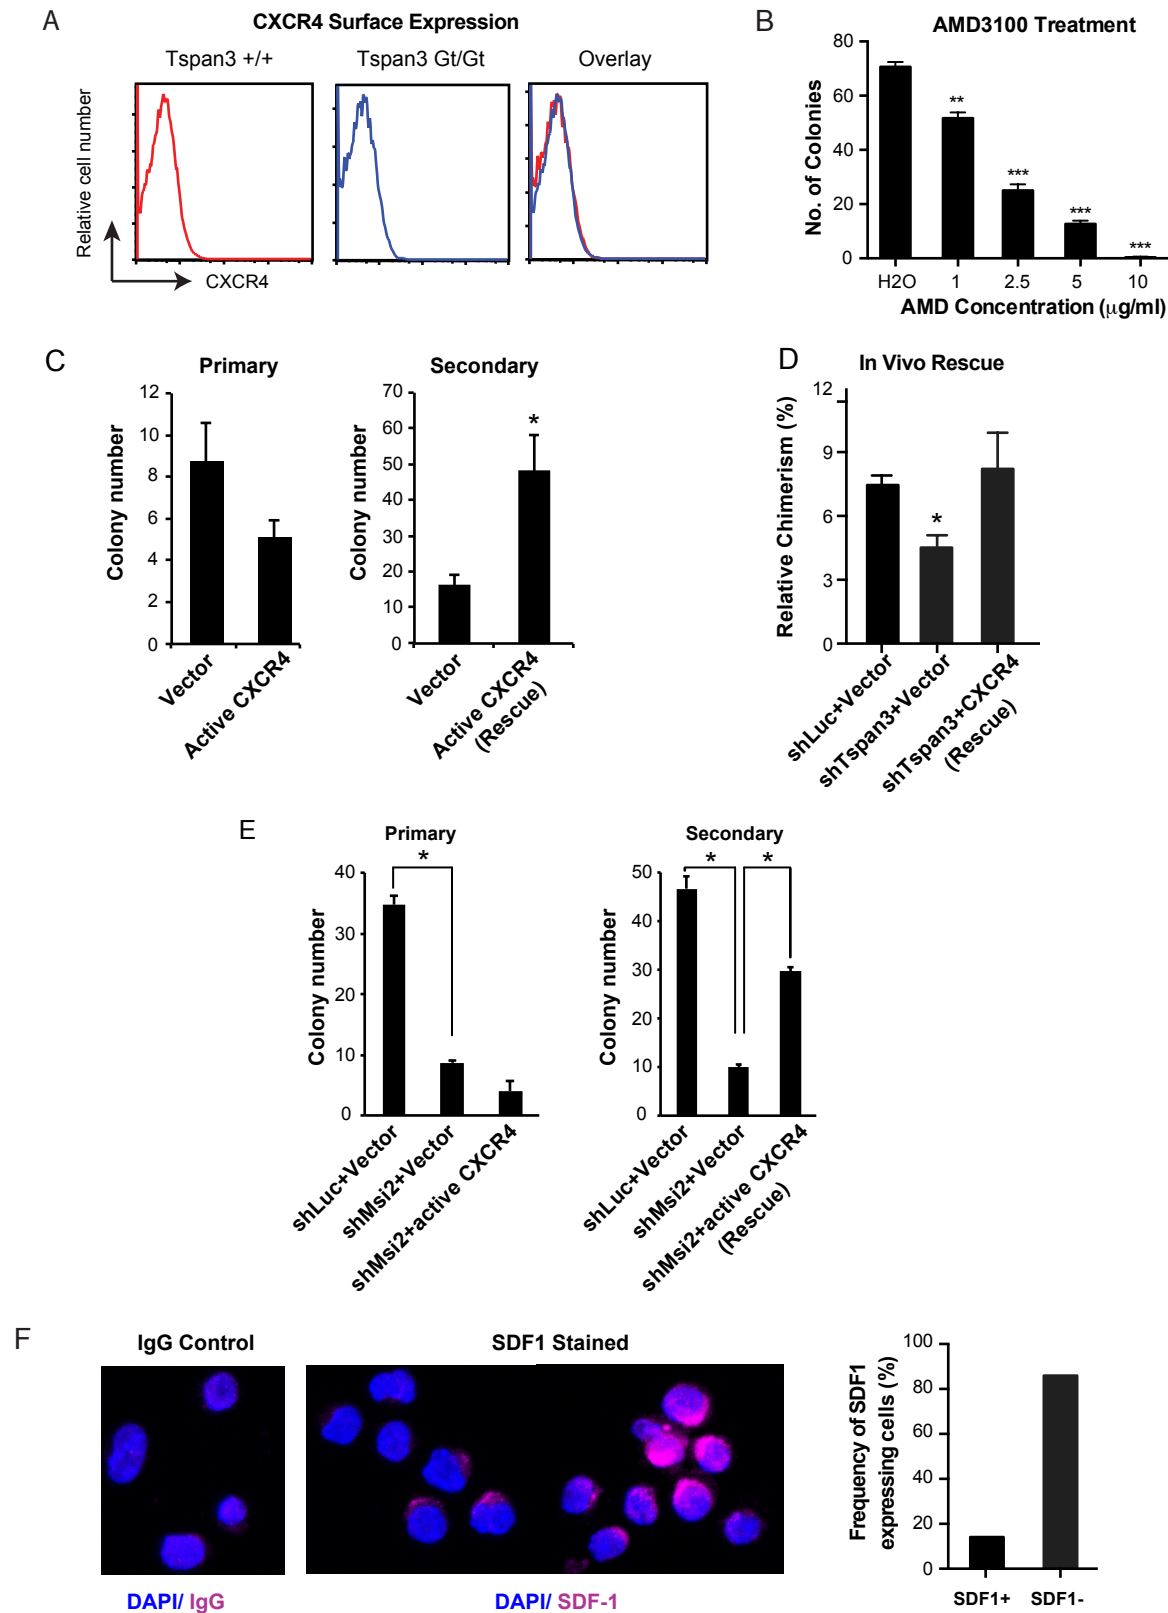 A
CXCR4 Surface Expression
Tspan3 +/+
Tspan3 Gt/Gt
Overlay
Relative cell number
CXCR4
B
AMD3100 Treatment
No. of Colonies
80
60
40
20
0
**
***
***
***
H2O 1 2.5 5 10
AMD Concentration (μg/ml)
C
Primary
Colony number
12
10
8
6
4
2
0
Vector
Active CXCR4
Secondary
Colony number
70
60
50
40
30
20
10
0
*
Vector
Active CXCR4
(Rescue)
D
In Vivo Rescue
Relative Chimerism (%)
12
9
6
3
0
*
shLuc+Vector
shTspan3+Vector
shTspan3+CXCR4
(Rescue)
E
Primary
*
Colony number
40
30
20
10
0
shLuc+Vector
shMsi2+Vector
shMsi2+active CXCR4
Secondary
* *
Colony number
50
40
30
20
10
0
shLuc+Vector
shMsi2+Vector
shMsi2+active CXCR4
(Rescue)
F
IgG Control
SDF1 Stained
DAPI/ IgG
DAPI/ SDF-1
Frequency of SDF1
expressing cells (%)
100
80
60
40
20
0
SDF1+ SDF1-